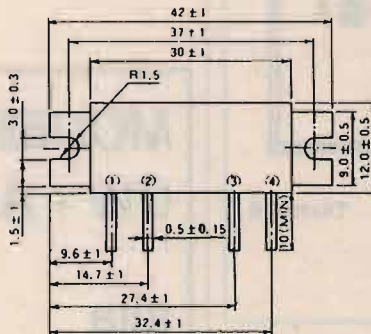 42 ± 1
37 ± 1
30 ± 1
R1.5
3.0 ± 0.3
(1) (2) (3) (4)
9.0 ± 0.5
12.0 ± 0.5
1.5 ± 1
0.5 ± 0.15
10(MIN)
9.6 ± 1
14.7 ± 1
27.4 ± 1
32.4 ± 1